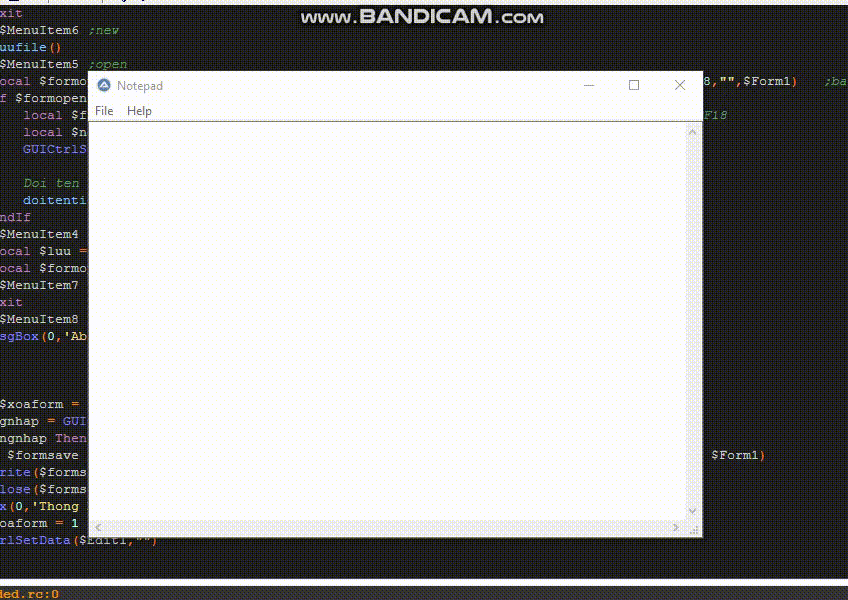 www.BANDICAM.com
xit
$MenuItem6 ;new
uufile()
$MenuItem5 ;open
ocal $formo 8,"",$Form1) ;ba
f $formopen
local $f F18
local $n
GUICtrlS
Doi ten
doitenti
ndIf
$MenuItem4
ocal $luu =
ocal $formo
$MenuItem7
xit
$MenuItem8
sgBox(0,'Ab
$xoaform =
gnhap = GUI
ngnhap Then
$formsave $Form1)
rite($forms
lose($forms
x(0,'Thong
oaform = 1
rlSetData($Edit1,"")
ded.rc:0
Notepad
File Help